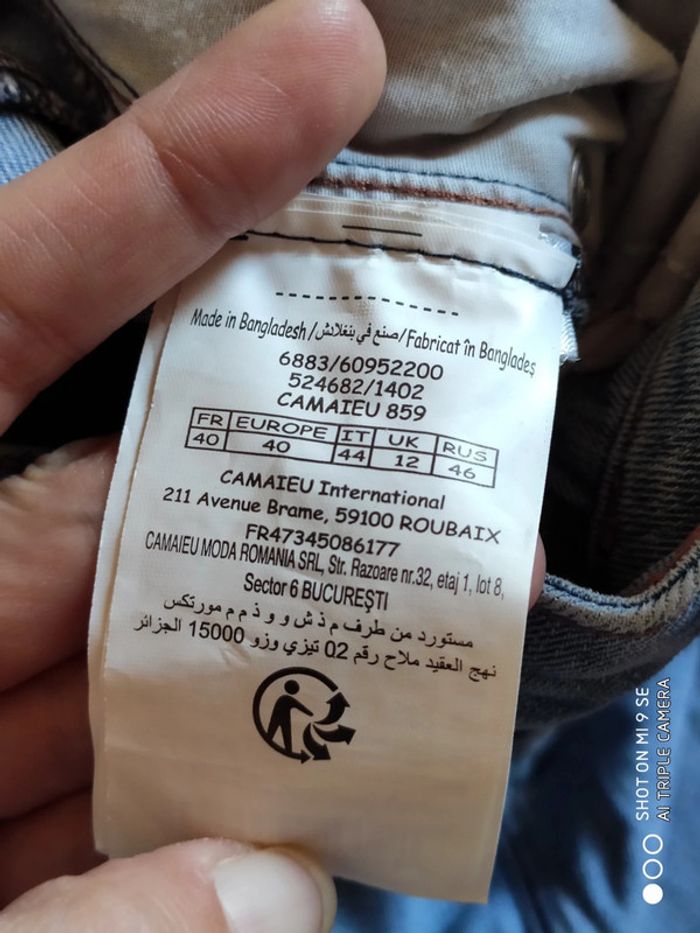 Made in Bangladesh/صنع في بنغلادش/Fabricat în Bangladeș
6883/60952200
524682/1402
CAMAIEU 859
FR EUROPE IT UK RUS
40 40 44 12 46
CAMAIEU International
211 Avenue Brame, 59100 ROUBAIX
FR47345086177
CAMAIEU MODA ROMANIA SRL, Str. Razoare nr.32, etaj 1, lot 8,
Sector 6 BUCUREȘTI
مستورد من طرف م ذ ش و و ذ م م مورتكس
نهج العقيد ملاح رقم 02 تيزي وزو 15000 الجزائر
SHOT ON MI 9 SE
AI TRIPLE CAMERA